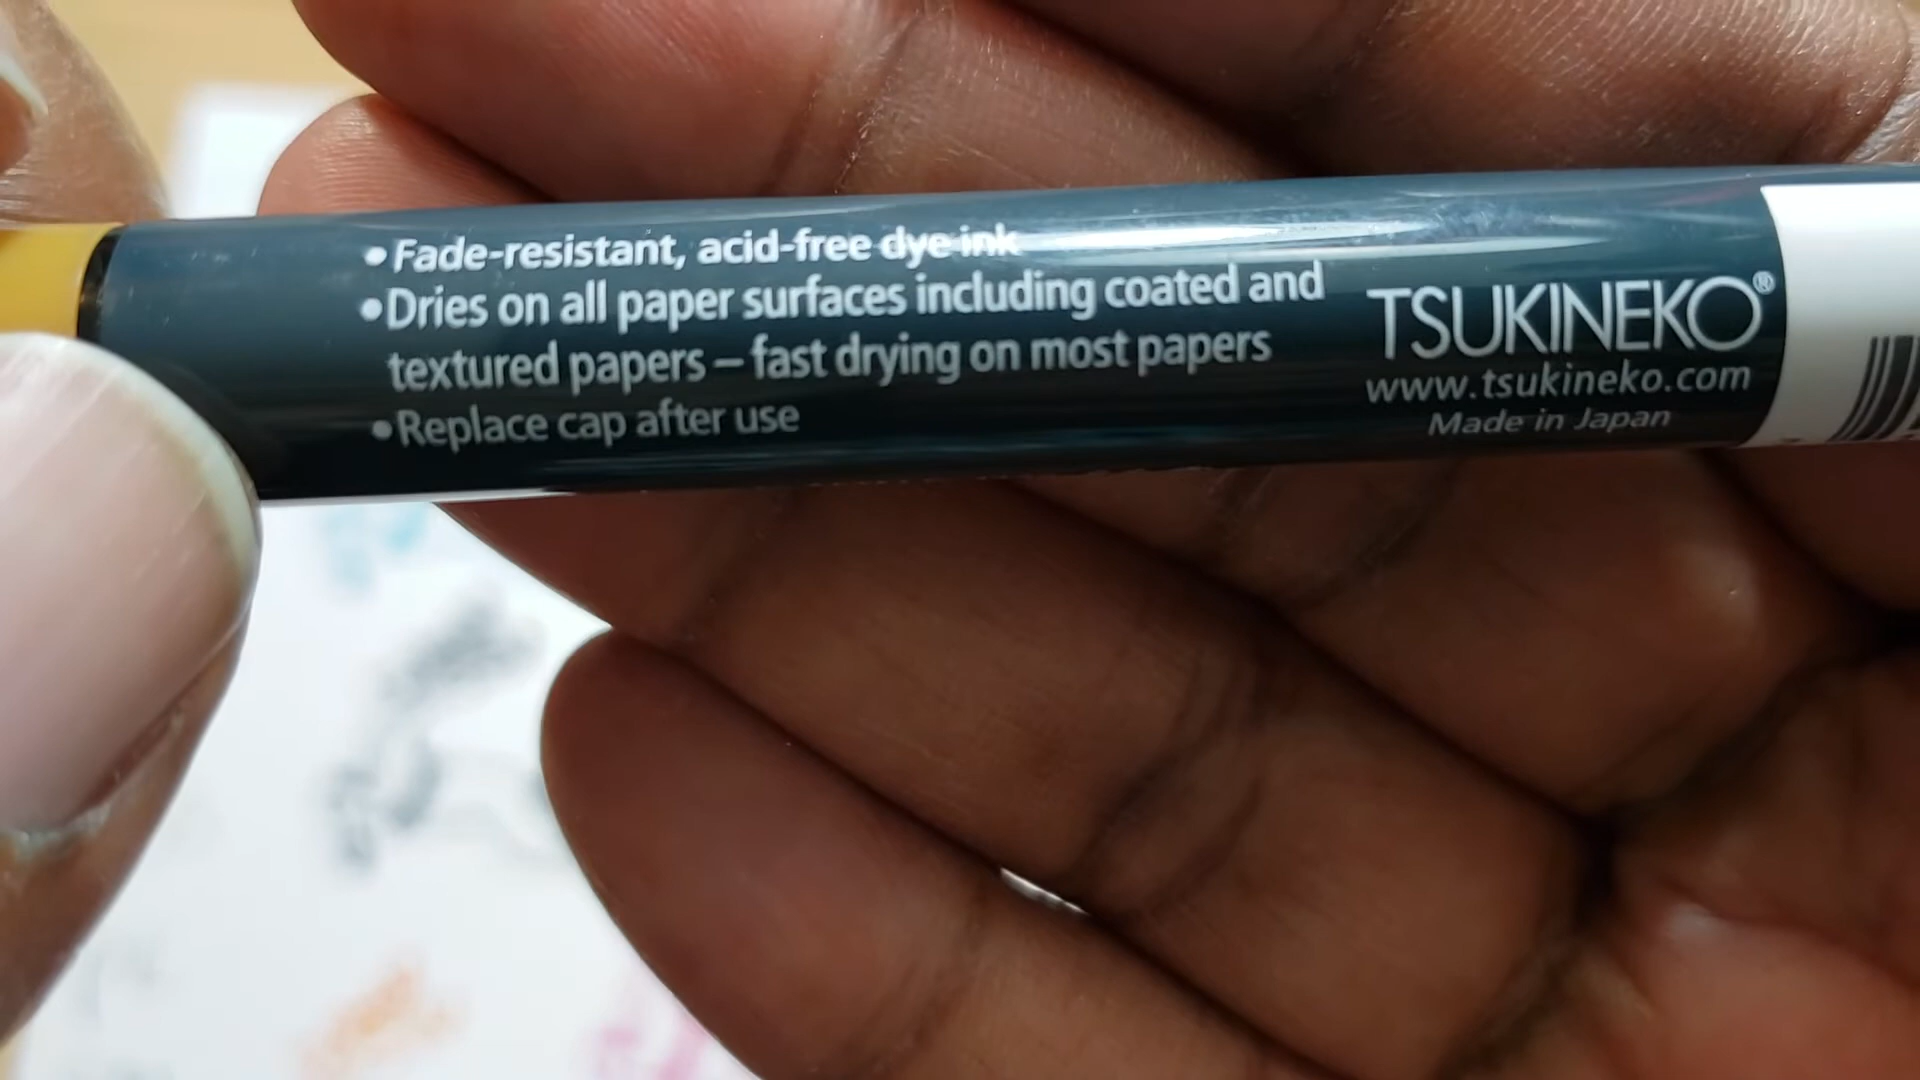 •Fade-resistant, acid-free dye ink
•Dries on all paper surfaces including coated and
textured papers – fast drying on most papers
•Replace cap after use
TSUKINEKO®
www.tsukineko.com
Made in Japan